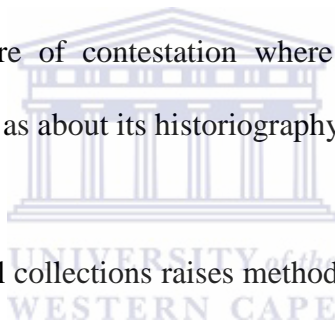 re of contestation where
as about its historiography
UNIVERSITY of the
l collections raises method
WESTERN CAPE